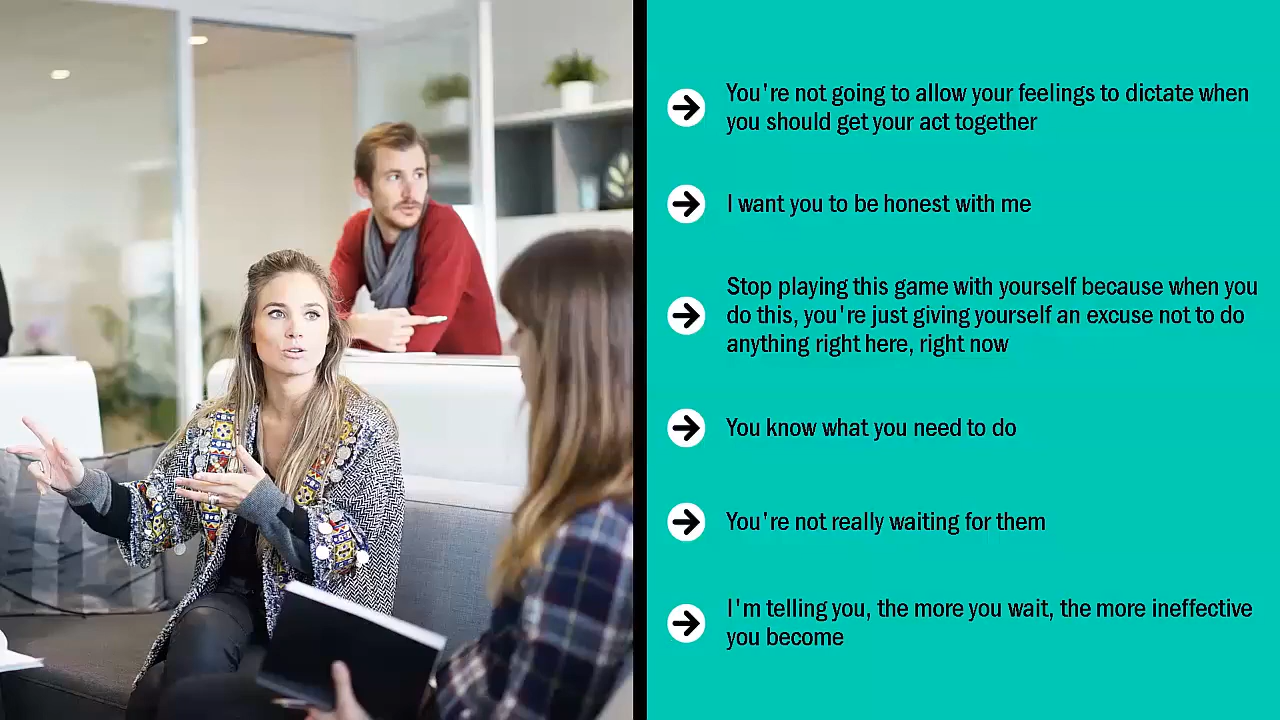 You're not going to allow your feelings to dictate when
you should get your act together
I want you to be honest with me
Stop playing this game with yourself because when you
do this, you're just giving yourself an excuse not to do
anything right here, right now
You know what you need to do
You're not really waiting for them
I'm telling you, the more you wait, the more ineffective
you become